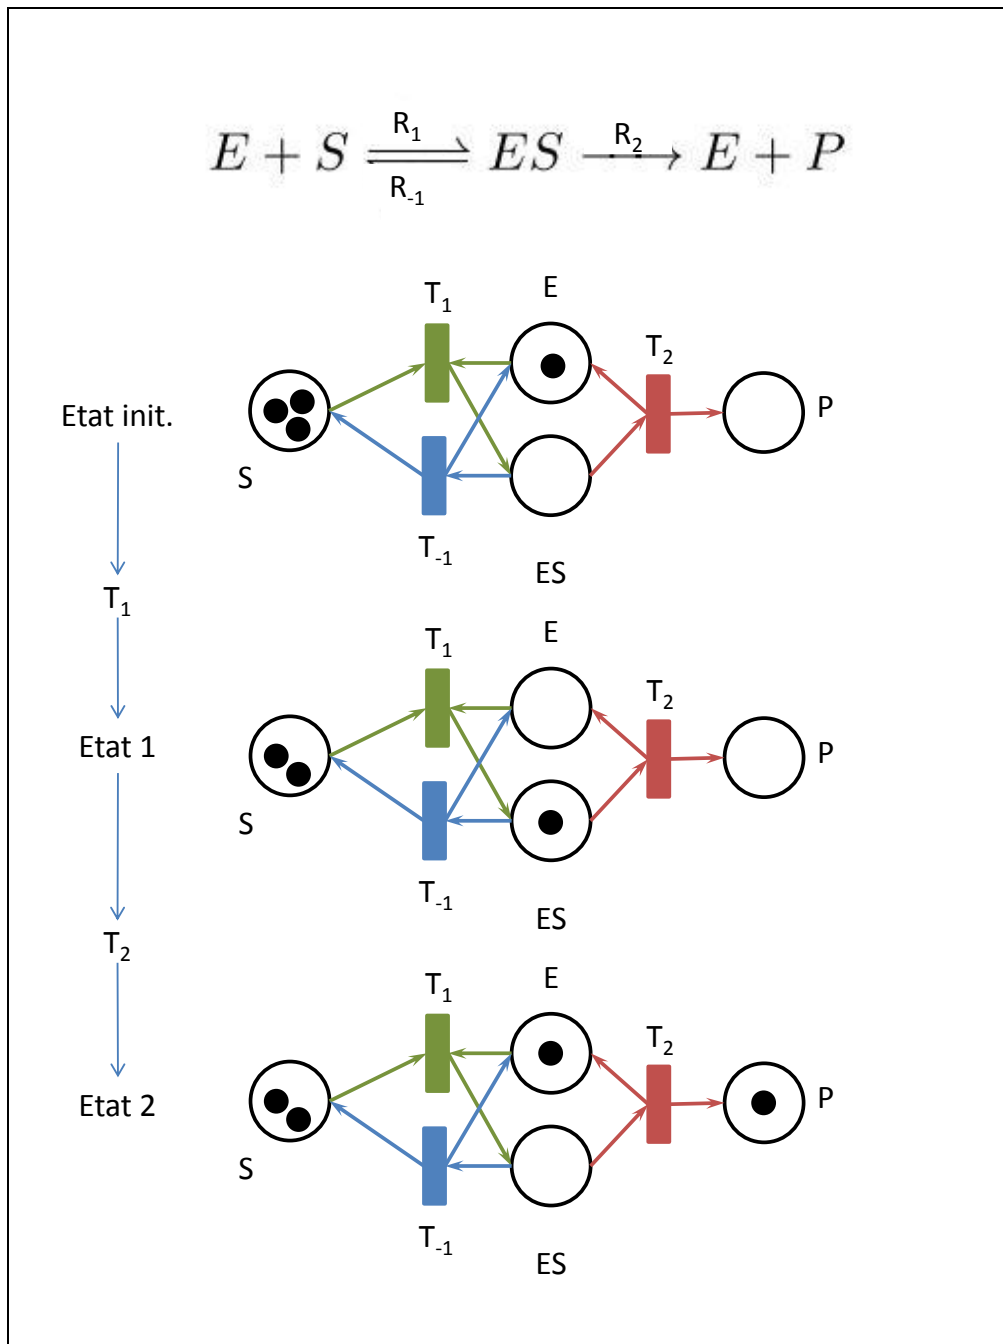 R1
E + S ⇌ ES → E + P
R2
R-1
E
T1
T2
Etat init.
P
S
T-1
ES
T1
E
T1
T2
Etat 1
P
S
T-1
ES
T2
E
T1
T2
Etat 2
P
S
T-1
ES